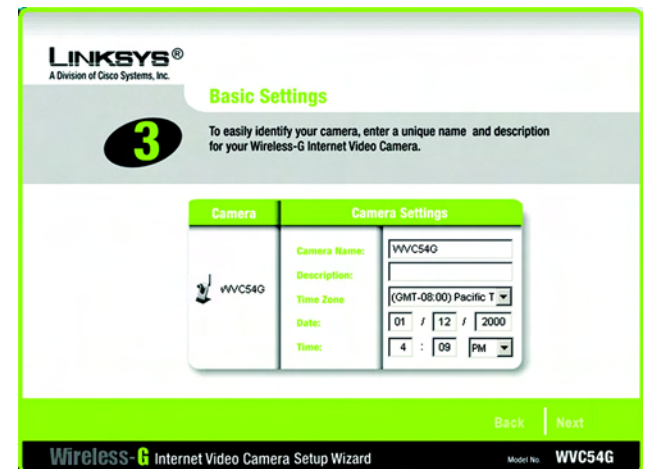 LINKSYS®
A Division of Cisco Systems, Inc.
Basic Settings
3
To easily identify your camera, enter a unique name and description
for your Wireless-G Internet Video Camera.
Camera
Camera Settings
WVC54G
Camera Name: WVC54G
Description:
Time Zone (GMT-08:00) Pacific T
Date: 01 / 12 / 2000
Time: 4 : 09 PM
Back Next
Wireless-G Internet Video Camera Setup Wizard Model No. WVC54G